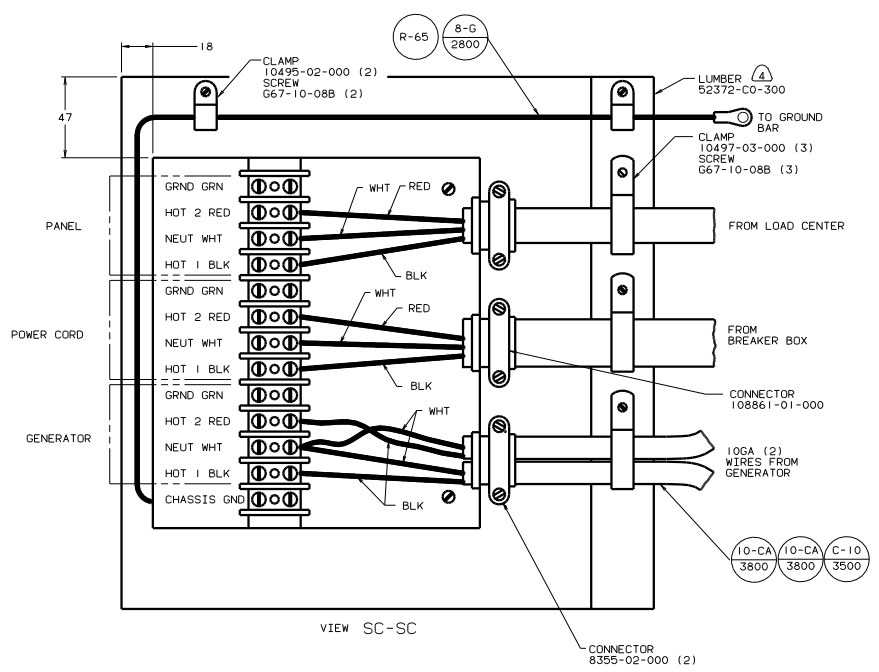 R-65
8-G
2800
18
CLAMP
10495-02-000 (2)
SCREW
G67-10-08B (2)
LUMBER 4
52372-C0-300
47
TO GROUND
BAR
CLAMP
10497-03-000 (3)
SCREW
G67-10-08B (3)
PANEL
GRND GRN
HOT 2 RED
NEUT WHT
HOT 1 BLK
WHT
RED
BLK
FROM LOAD CENTER
POWER CORD
GRND GRN
HOT 2 RED
NEUT WHT
HOT 1 BLK
WHT
RED
BLK
FROM
BREAKER BOX
CONNECTOR
108861-01-000
GENERATOR
GRND GRN
HOT 2 RED
NEUT WHT
HOT 1 BLK
CHASSIS GND
WHT
BLK
10GA (2)
WIRES FROM
GENERATOR
10-CA
3800
10-CA
3800
C-10
3500
VIEW SC-SC
CONNECTOR
8355-02-000 (2)